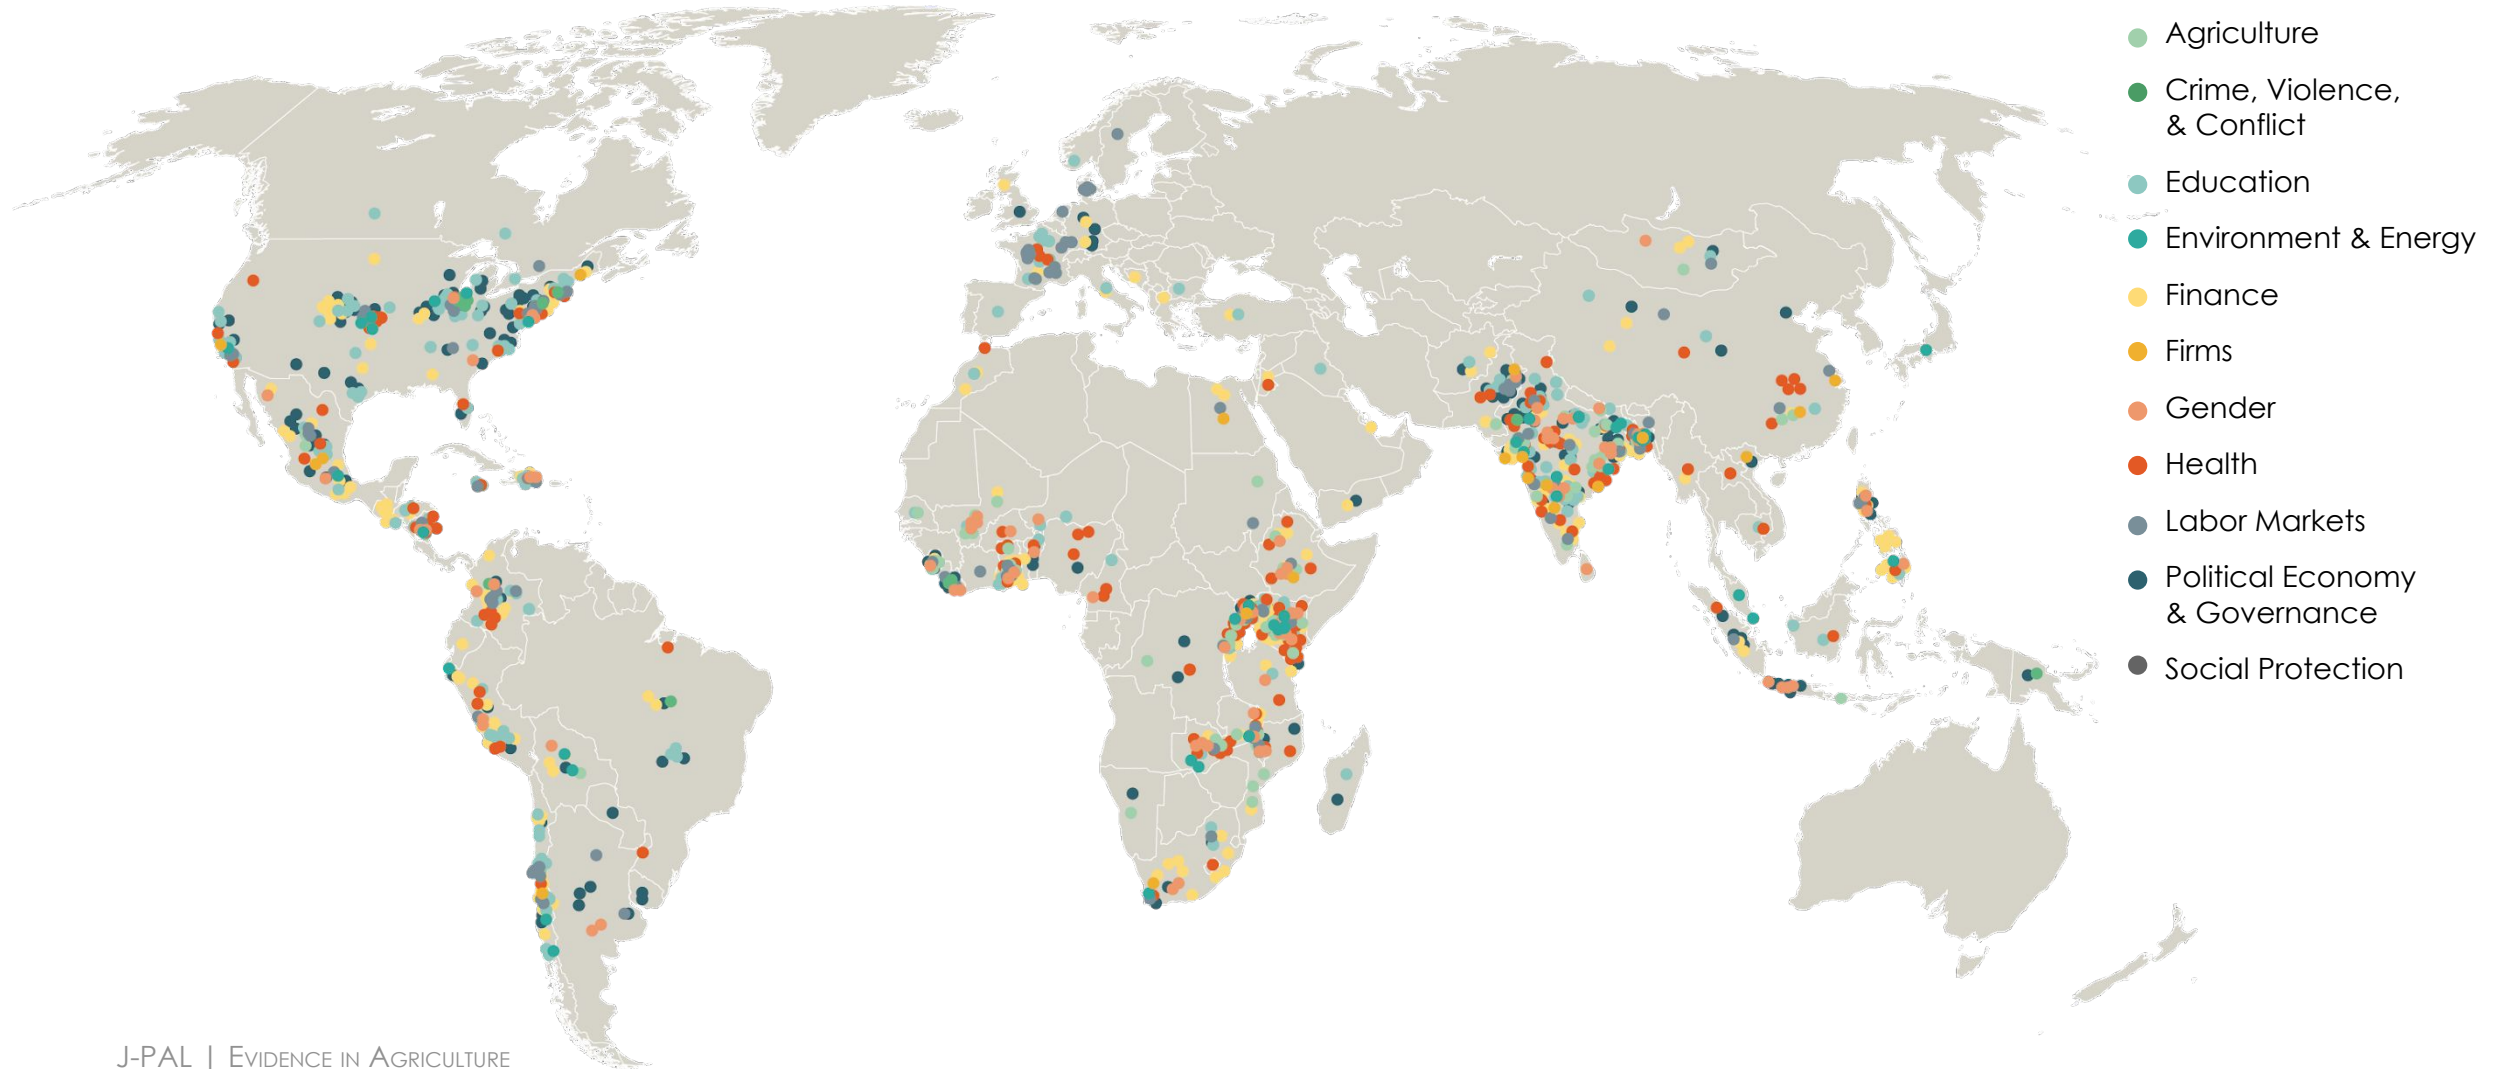 Agriculture
Crime, Violence,
& Conflict
Education
Environment & Energy
Finance
Firms
Gender
Health
Labor Markets
Political Economy
& Governance
Social Protection
J-PAL | Evidence in Agriculture